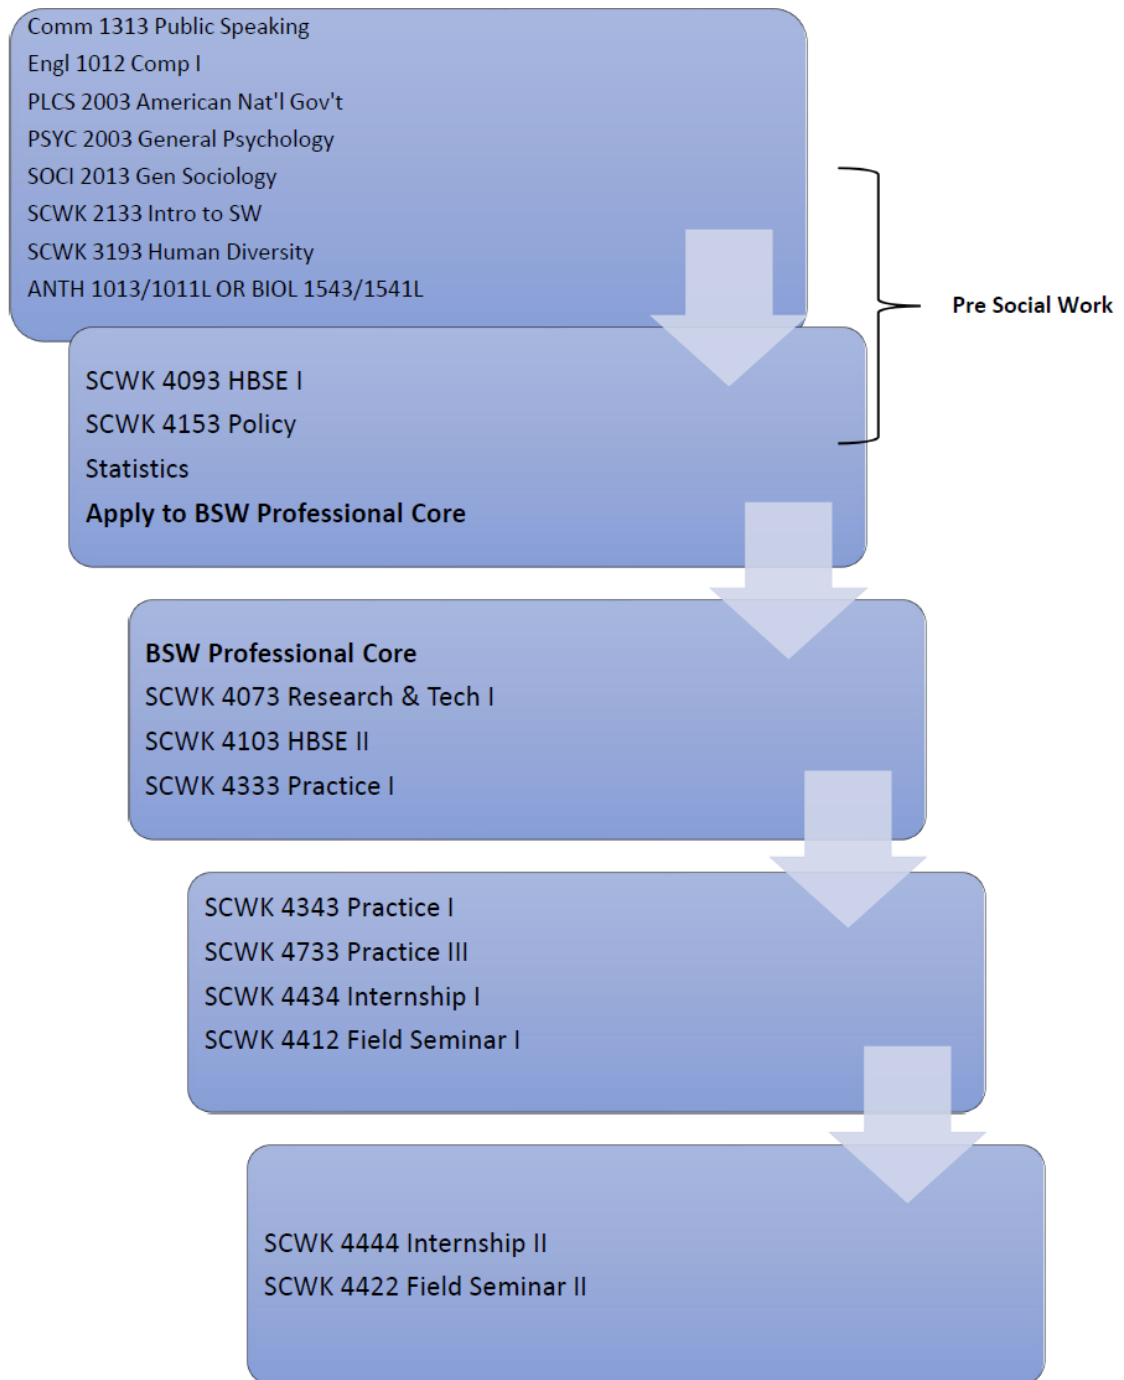 Comm 1313 Public Speaking
Engl 1012 Comp I
PLCS 2003 American Nat'l Gov't
PSYC 2003 General Psychology
SOCI 2013 Gen Sociology
SCWK 2133 Intro to SW
SCWK 3193 Human Diversity
ANTH 1013/1011L OR BIOL 1543/1541L
Pre Social Work
SCWK 4093 HBSE I
SCWK 4153 Policy
Statistics
Apply to BSW Professional Core
BSW Professional Core
SCWK 4073 Research & Tech I
SCWK 4103 HBSE II
SCWK 4333 Practice I
SCWK 4343 Practice I
SCWK 4733 Practice III
SCWK 4434 Internship I
SCWK 4412 Field Seminar I
SCWK 4444 Internship II
SCWK 4422 Field Seminar II